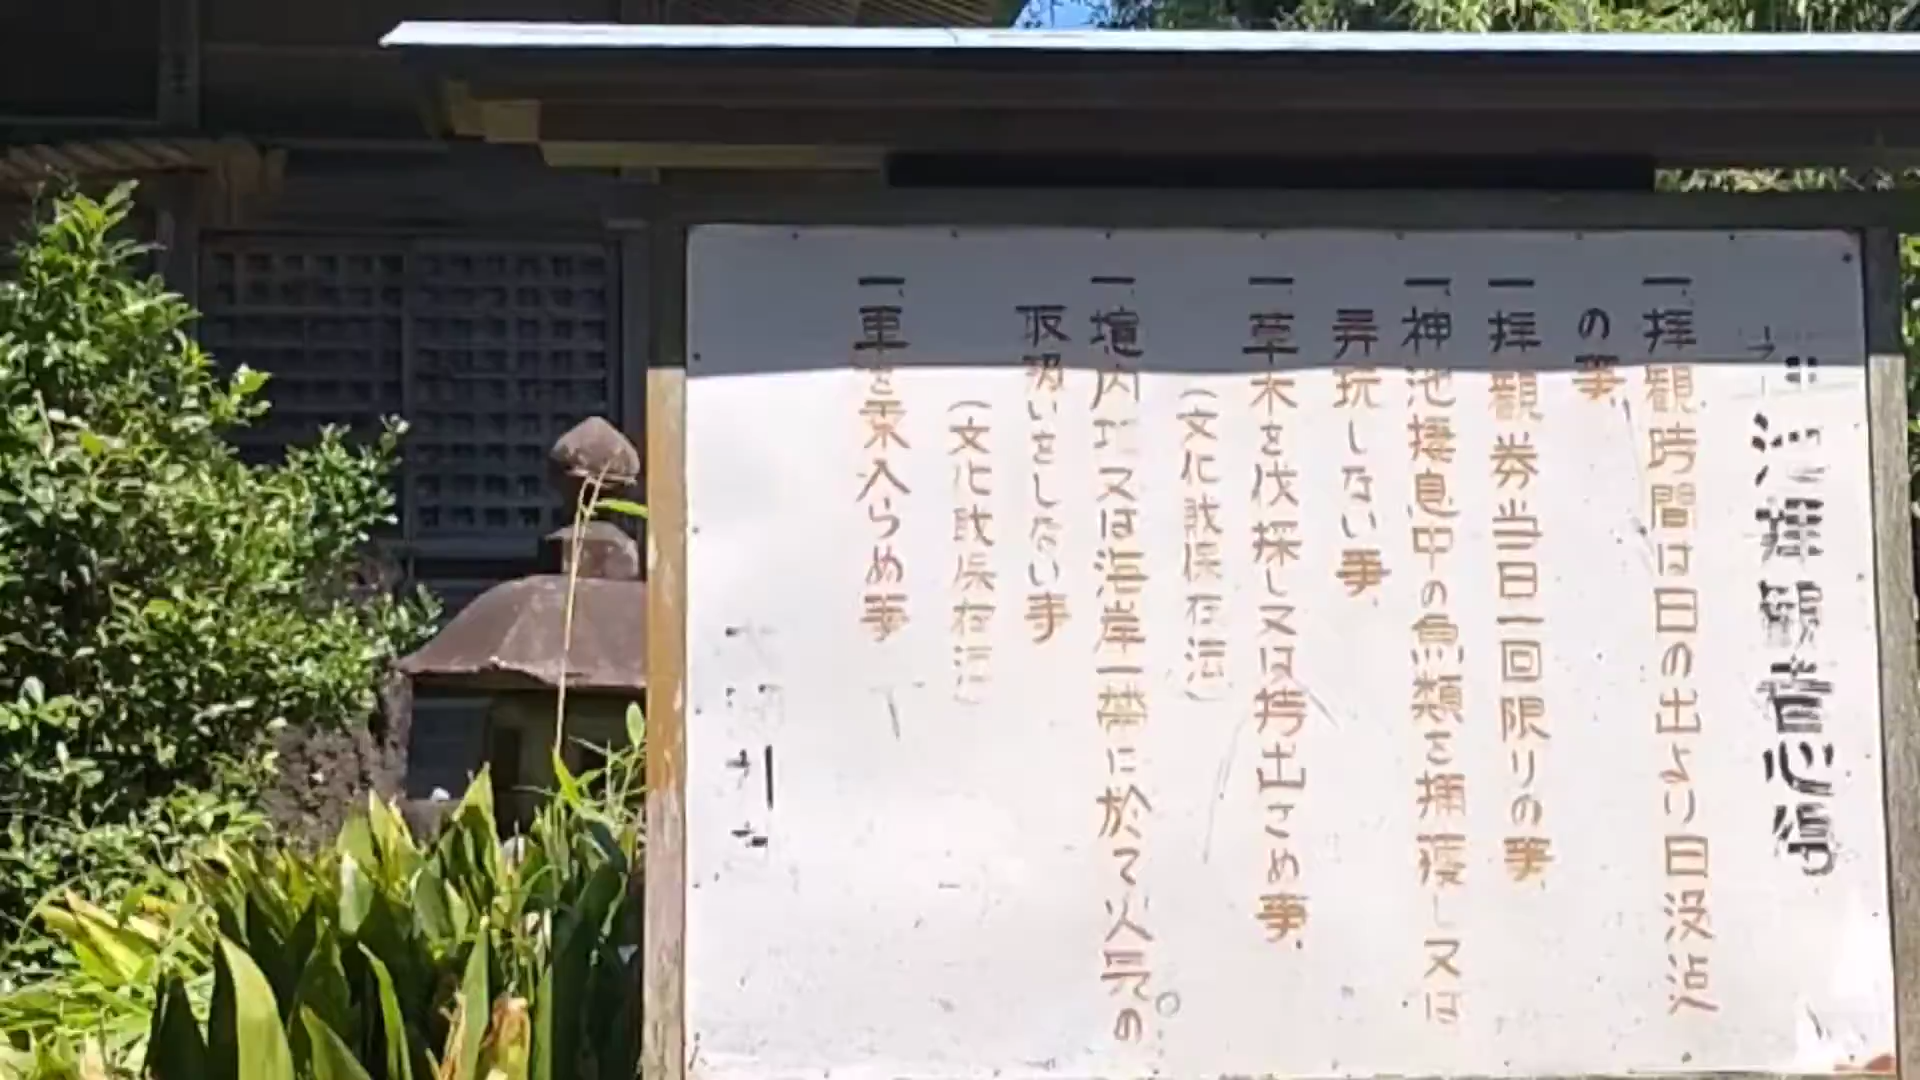 神池拝観心得
一、拝観時間は日の出より日没迄
の事、
一、拝観券当日一回限りの事、
一、神池棲息中の魚類を捕獲し又は
弄玩しない事、
一、草木を伐採し又は持出さぬ事、
（文化財保存法）
一、境内地又は海岸一帯に於て火気の
取扱いをしない事
（文化財保存法）
一、車を乗入らぬ事